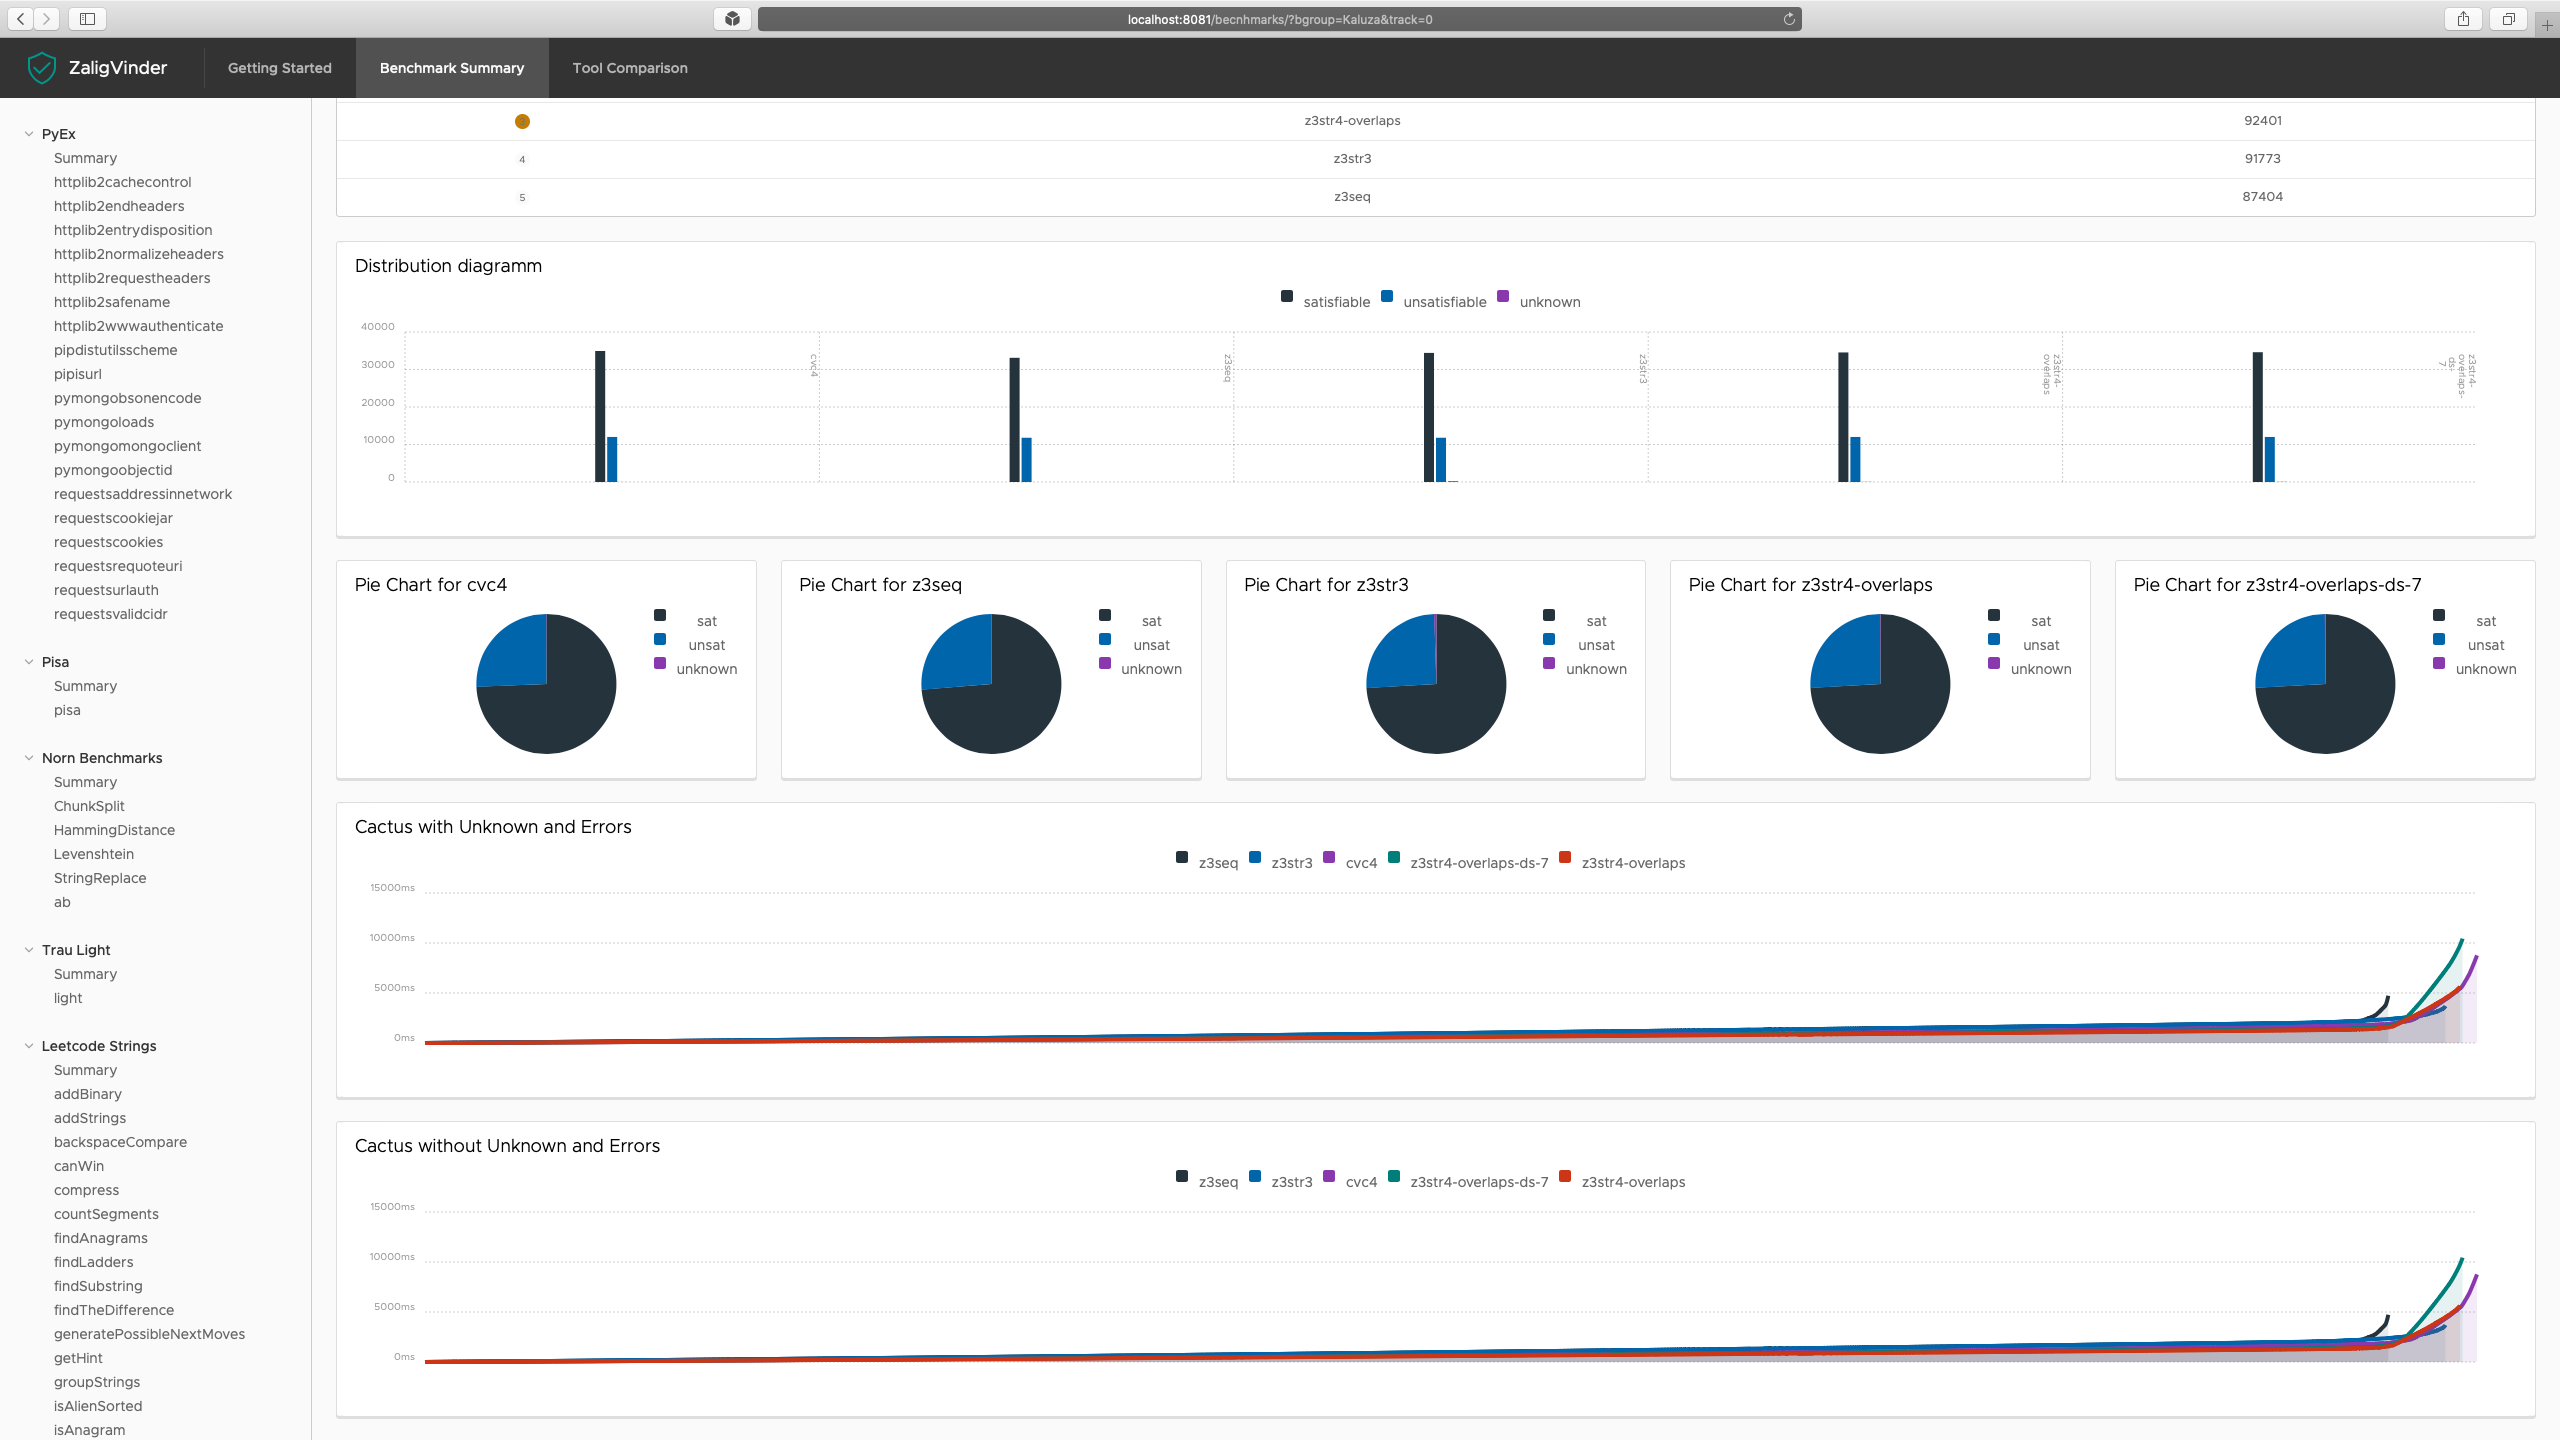 localhost:8081/becnhmarks/?bgroup=Kaluza&track=0
ZaligVinder
Getting Started
Benchmark Summary
Tool Comparison
PyEx
Summary
httplib2cachecontrol
httplib2endheaders
httplib2entrydisposition
httplib2normalizeheaders
httplib2requestheaders
httplib2safename
httplib2wwwauthenticate
pipdistutilsscheme
pipisurl
pymongobsonencode
pymongoloads
pymongomongoclient
pymongoobjectid
requestsaddressinnetwork
requestscookiejar
requestscookies
requestsrequoteuri
requestsurlauth
requestsvalidcidr
Pisa
Summary
pisa
Norn Benchmarks
Summary
ChunkSplit
HammingDistance
Levenshtein
StringReplace
ab
Trau Light
Summary
light
Leetcode Strings
Summary
addBinary
addStrings
backspaceCompare
canWin
compress
countSegments
findAnagrams
findLadders
findSubstring
findTheDifference
generatePossibleNextMoves
getHint
groupStrings
isAlienSorted
isAnagram
3 z3str4-overlaps 92401
4 z3str3 91773
5 z3seq 87404
Distribution diagramm
satisfiable unsatisfiable unknown
40000
30000
20000
10000
0
cvc4
z3seq
z3str3
z3str4-
overlaps
z3str4-
overlaps-
ds-
7
Pie Chart for cvc4
sat
unsat
unknown
Pie Chart for z3seq
sat
unsat
unknown
Pie Chart for z3str3
sat
unsat
unknown
Pie Chart for z3str4-overlaps
sat
unsat
unknown
Pie Chart for z3str4-overlaps-ds-7
sat
unsat
unknown
Cactus with Unknown and Errors
z3seq z3str3 cvc4 z3str4-overlaps-ds-7 z3str4-overlaps
15000ms
10000ms
5000ms
0ms
Cactus without Unknown and Errors
z3seq z3str3 cvc4 z3str4-overlaps-ds-7 z3str4-overlaps
15000ms
10000ms
5000ms
0ms